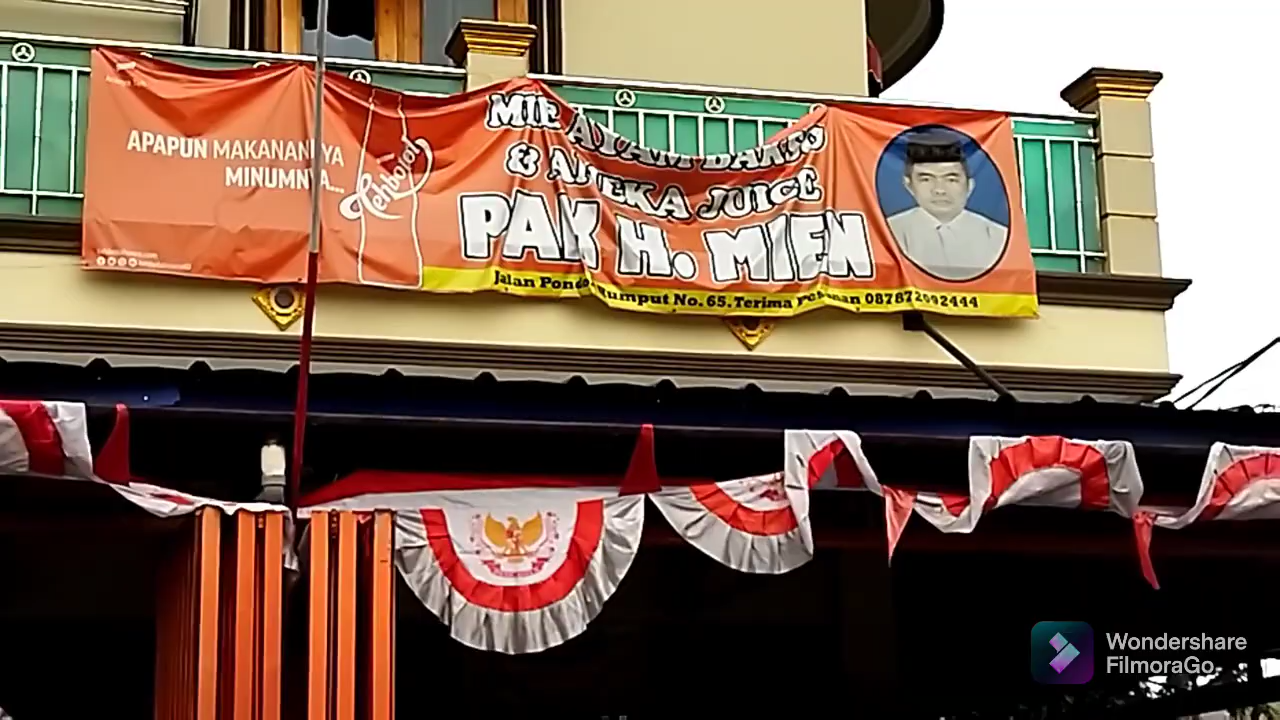 APAPUN MAKANANNYA
MINUMNYA...
Tehbotol
MIE AYAM BAKSO
& ANEKA JUICE
PAK H. MIEN
Jalan Pondok Rumput No. 65. Terima Pesanan 087872092444
Wondershare
FilmoraGo